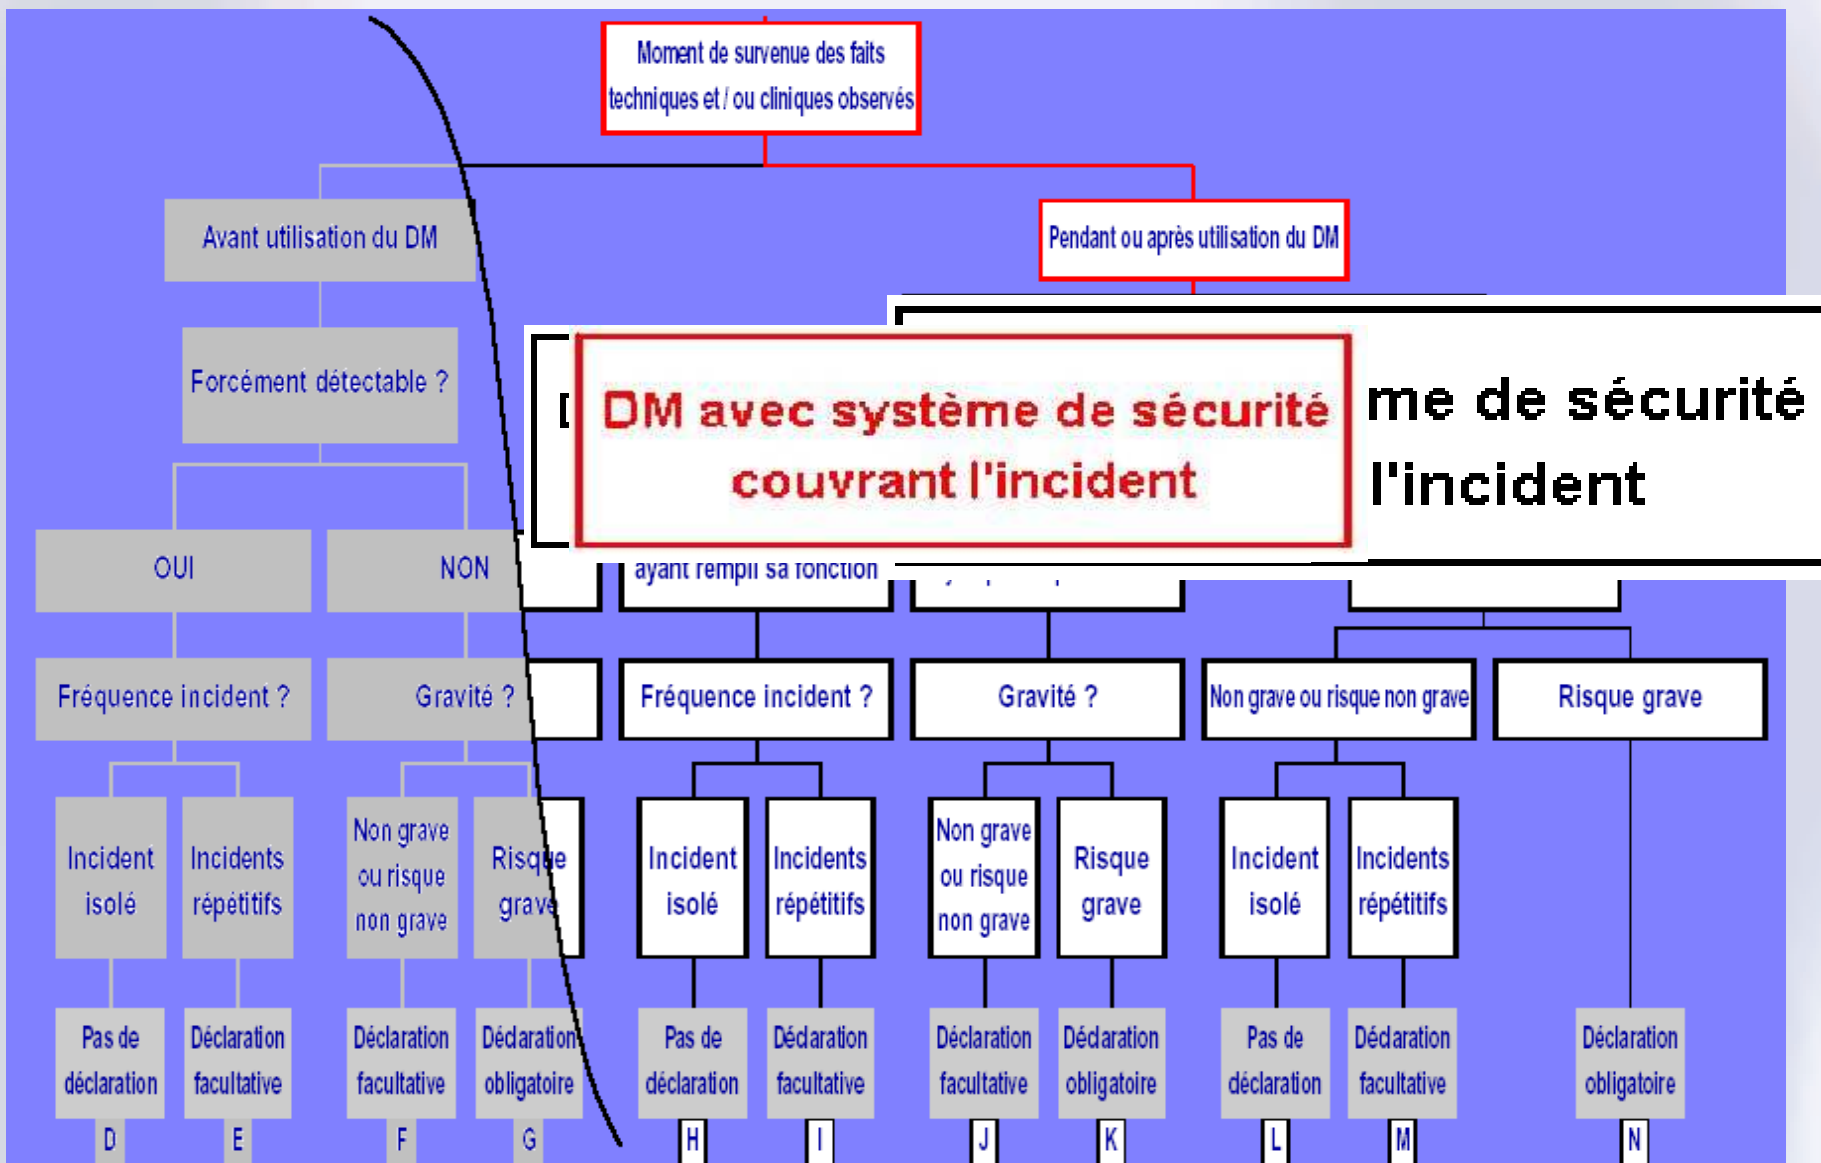 Moment de survenue des faits
techniques et / ou cliniques observés
Avant utilisation du DM
Pendant ou après utilisation du DM
Forcément détectable ?
DM avec système de sécurité
couvrant l'incident
me de sécurité
l'incident
OUI
NON
ayant rempli sa fonction
Fréquence incident ?
Gravité ?
Fréquence incident ?
Gravité ?
Non grave ou risque non grave
Risque grave
Incident
isolé
Incidents
répétitifs
Non grave
ou risque
non grave
Risque
grave
Incident
isolé
Incidents
répétitifs
Non grave
ou risque
non grave
Risque
grave
Incident
isolé
Incidents
répétitifs
Pas de
déclaration
Déclaration
facultative
Déclaration
facultative
Déclaration
obligatoire
Pas de
déclaration
Déclaration
facultative
Déclaration
facultative
Déclaration
obligatoire
Pas de
déclaration
Déclaration
facultative
Déclaration
obligatoire
D
E
F
G
H
I
J
K
L
M
N